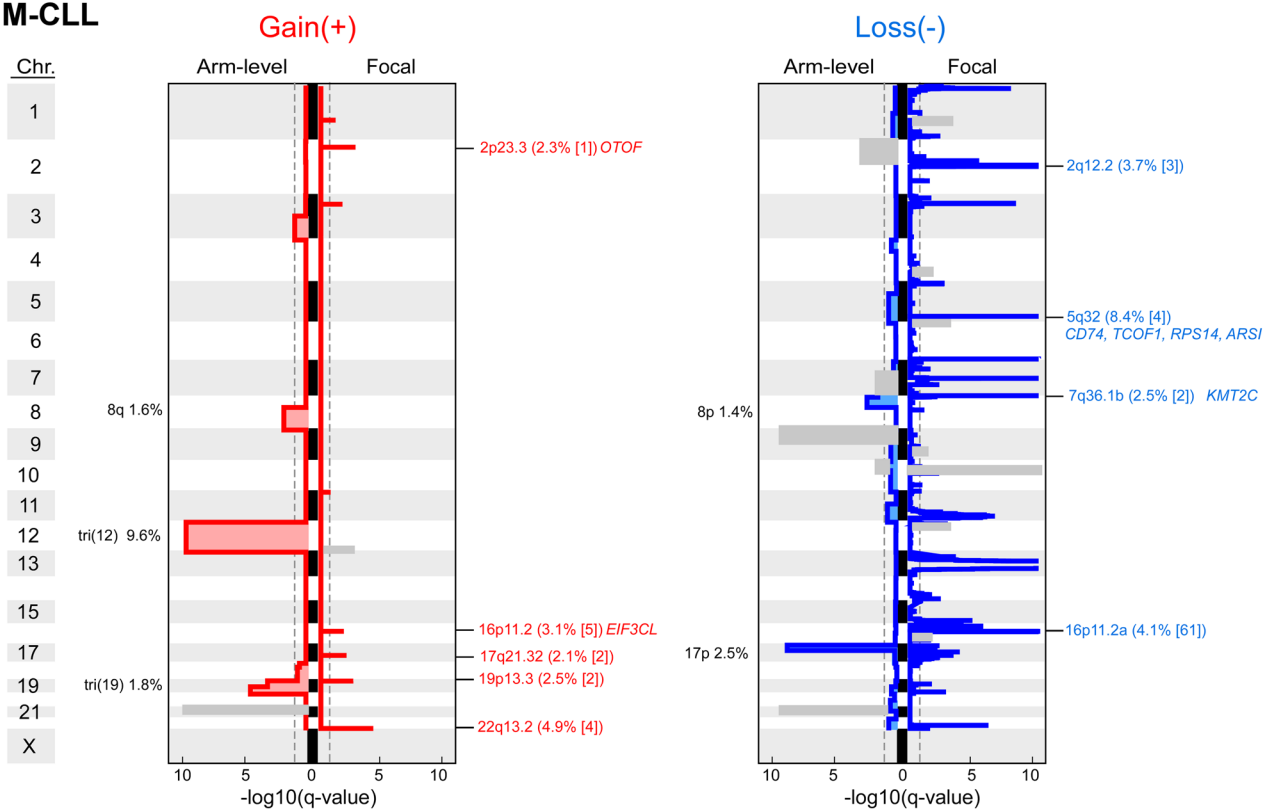 M-CLL
Gain(+)
Loss(-)
Chr.
Arm-level
Focal
Arm-level
Focal
1
2
3
4
5
6
7
8
9
10
11
12
13
15
17
19
21
X
2p23.3 (2.3% [1]) OTOF
8q 1.6%
tri(12) 9.6%
16p11.2 (3.1% [5]) EIF3CL
17q21.32 (2.1% [2])
19p13.3 (2.5% [2])
tri(19) 1.8%
22q13.2 (4.9% [4])
10 5 0 5 10
-log10(q-value)
2q12.2 (3.7% [3])
5q32 (8.4% [4])
CD74, TCOF1, RPS14, ARSI
7q36.1b (2.5% [2]) KMT2C
8p 1.4%
16p11.2a (4.1% [61])
17p 2.5%
10 5 0 5 10
-log10(q-value)